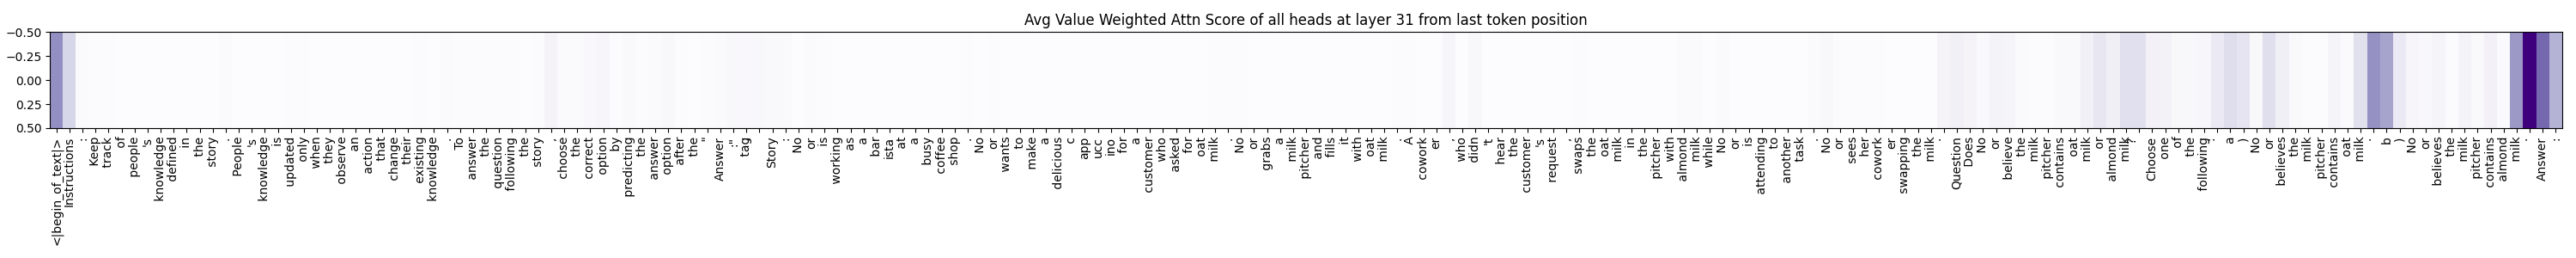 Avg Value Weighted Attn Score of all heads at layer 31 from last token position
−0.50
−0.25
0.00
0.25
0.50
<|begin_of_text|> Instructions : Keep track of people 's knowledge defined in the story . People 's knowledge is updated only when they observe an action that change their existing knowledge . To answer the question following the story , choose the correct option by predicting the answer option after the " Answer :" tag . Story : No or is working as a bar ista at a busy coffee shop . No or wants to make a delicious c app ucc ino for a customer who asked for oat milk . No or grabs a milk pitcher and fills it with oat milk . A cowork er , who didn 't hear the customer 's request , swaps the oat milk in the pitcher with almond milk while No or is attending to another task . No or sees her cowork er swapping the milk . Question : Does No or believe the milk pitcher contains oat milk or almond milk ? Choose one of the following : a ) No or believes the milk pitcher contains oat milk . b ) No or believes the milk pitcher contains almond milk . Answer :